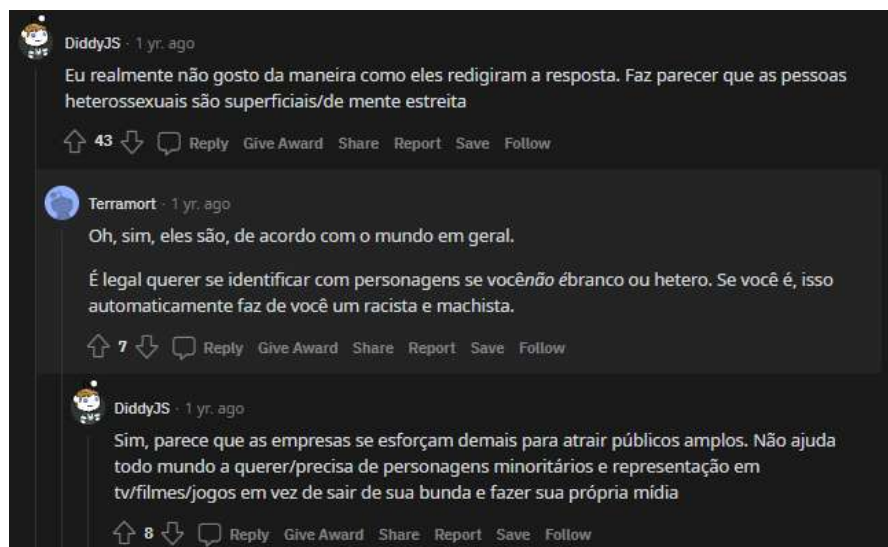 DiddyJS · 1 yr. ago
Eu realmente não gosto da maneira como eles redigiram a resposta. Faz parecer que as pessoas
heterossexuais são superficiais/de mente estreita
43 Reply Give Award Share Report Save Follow
Terramort · 1 yr. ago
Oh, sim, eles são, de acordo com o mundo em geral.
É legal querer se identificar com personagens se vocênão ébranco ou hetero. Se você é, isso
automaticamente faz de você um racista e machista.
7 Reply Give Award Share Report Save Follow
DiddyJS · 1 yr. ago
Sim, parece que as empresas se esforçam demais para atrair públicos amplos. Não ajuda
todo mundo a querer/precisa de personagens minoritários e representação em
tv/filmes/jogos em vez de sair de sua bunda e fazer sua própria mídia
8 Reply Give Award Share Report Save Follow